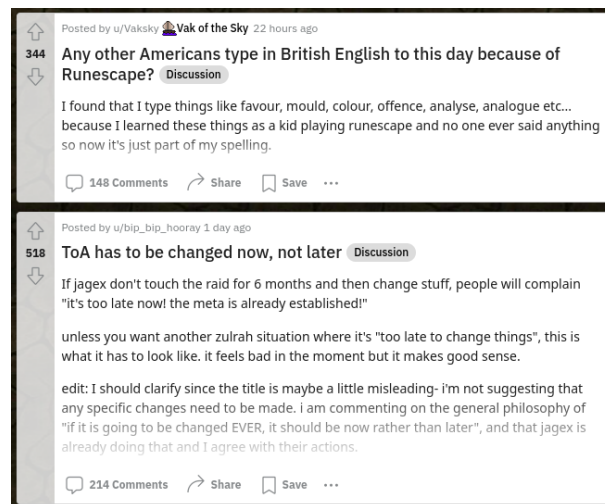 Posted by u/Vaksky Vak of the Sky 22 hours ago
344
Any other Americans type in British English to this day because of
Runescape? Discussion
I found that I type things like favour, mould, colour, offence, analyse, analogue etc...
because I learned these things as a kid playing runescape and no one ever said anything
so now it's just part of my spelling.
148 Comments Share Save ...
Posted by u/bip_bip_hooray 1 day ago
518
ToA has to be changed now, not later Discussion
If jagex don't touch the raid for 6 months and then change stuff, people will complain
"it's too late now! the meta is already established!"
unless you want another zulrah situation where it's "too late to change things", this is
what it has to look like. it feels bad in the moment but it makes good sense.
edit: I should clarify since the title is maybe a little misleading- i'm not suggesting that
any specific changes need to be made. i am commenting on the general philosophy of
"if it is going to be changed EVER, it should be now rather than later", and that jagex is
already doing that and I agree with their actions.
214 Comments Share Save ...